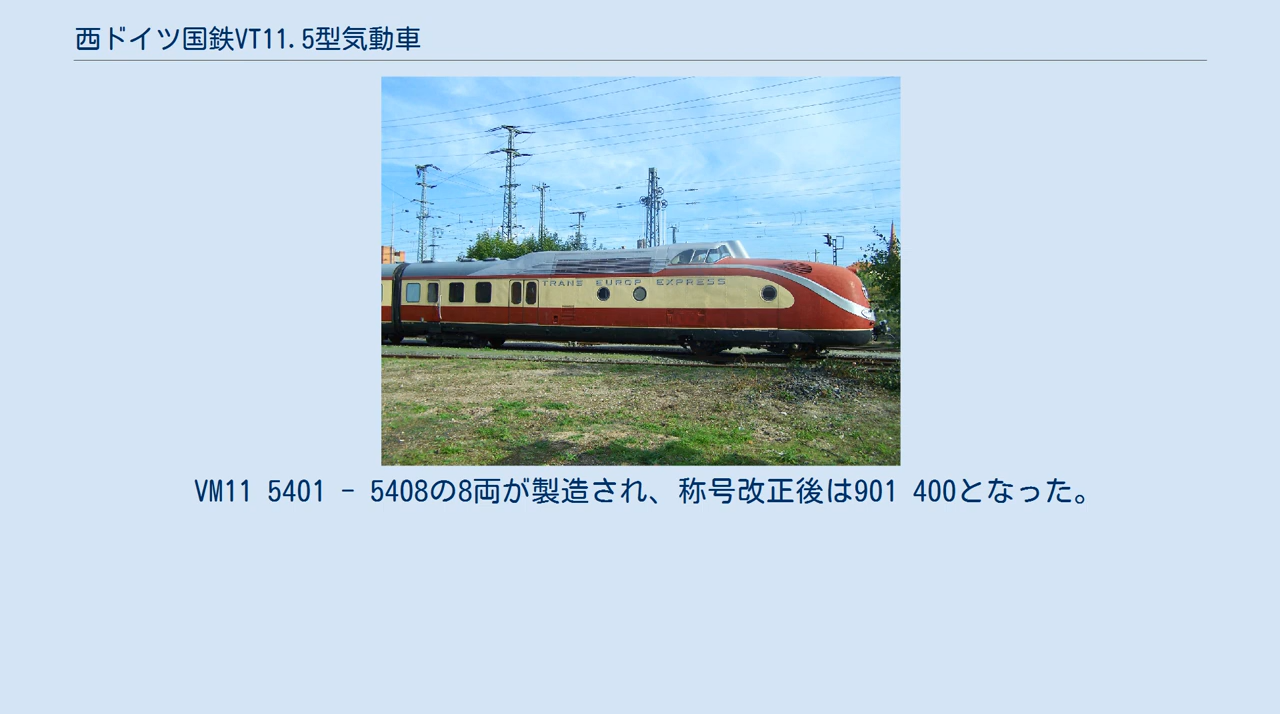 西ドイツ国鉄VT11.5型気動車
TRANS EUROP EXPRESS
VM11 5401 - 5408の8両が製造され、称号改正後は901 400となった。